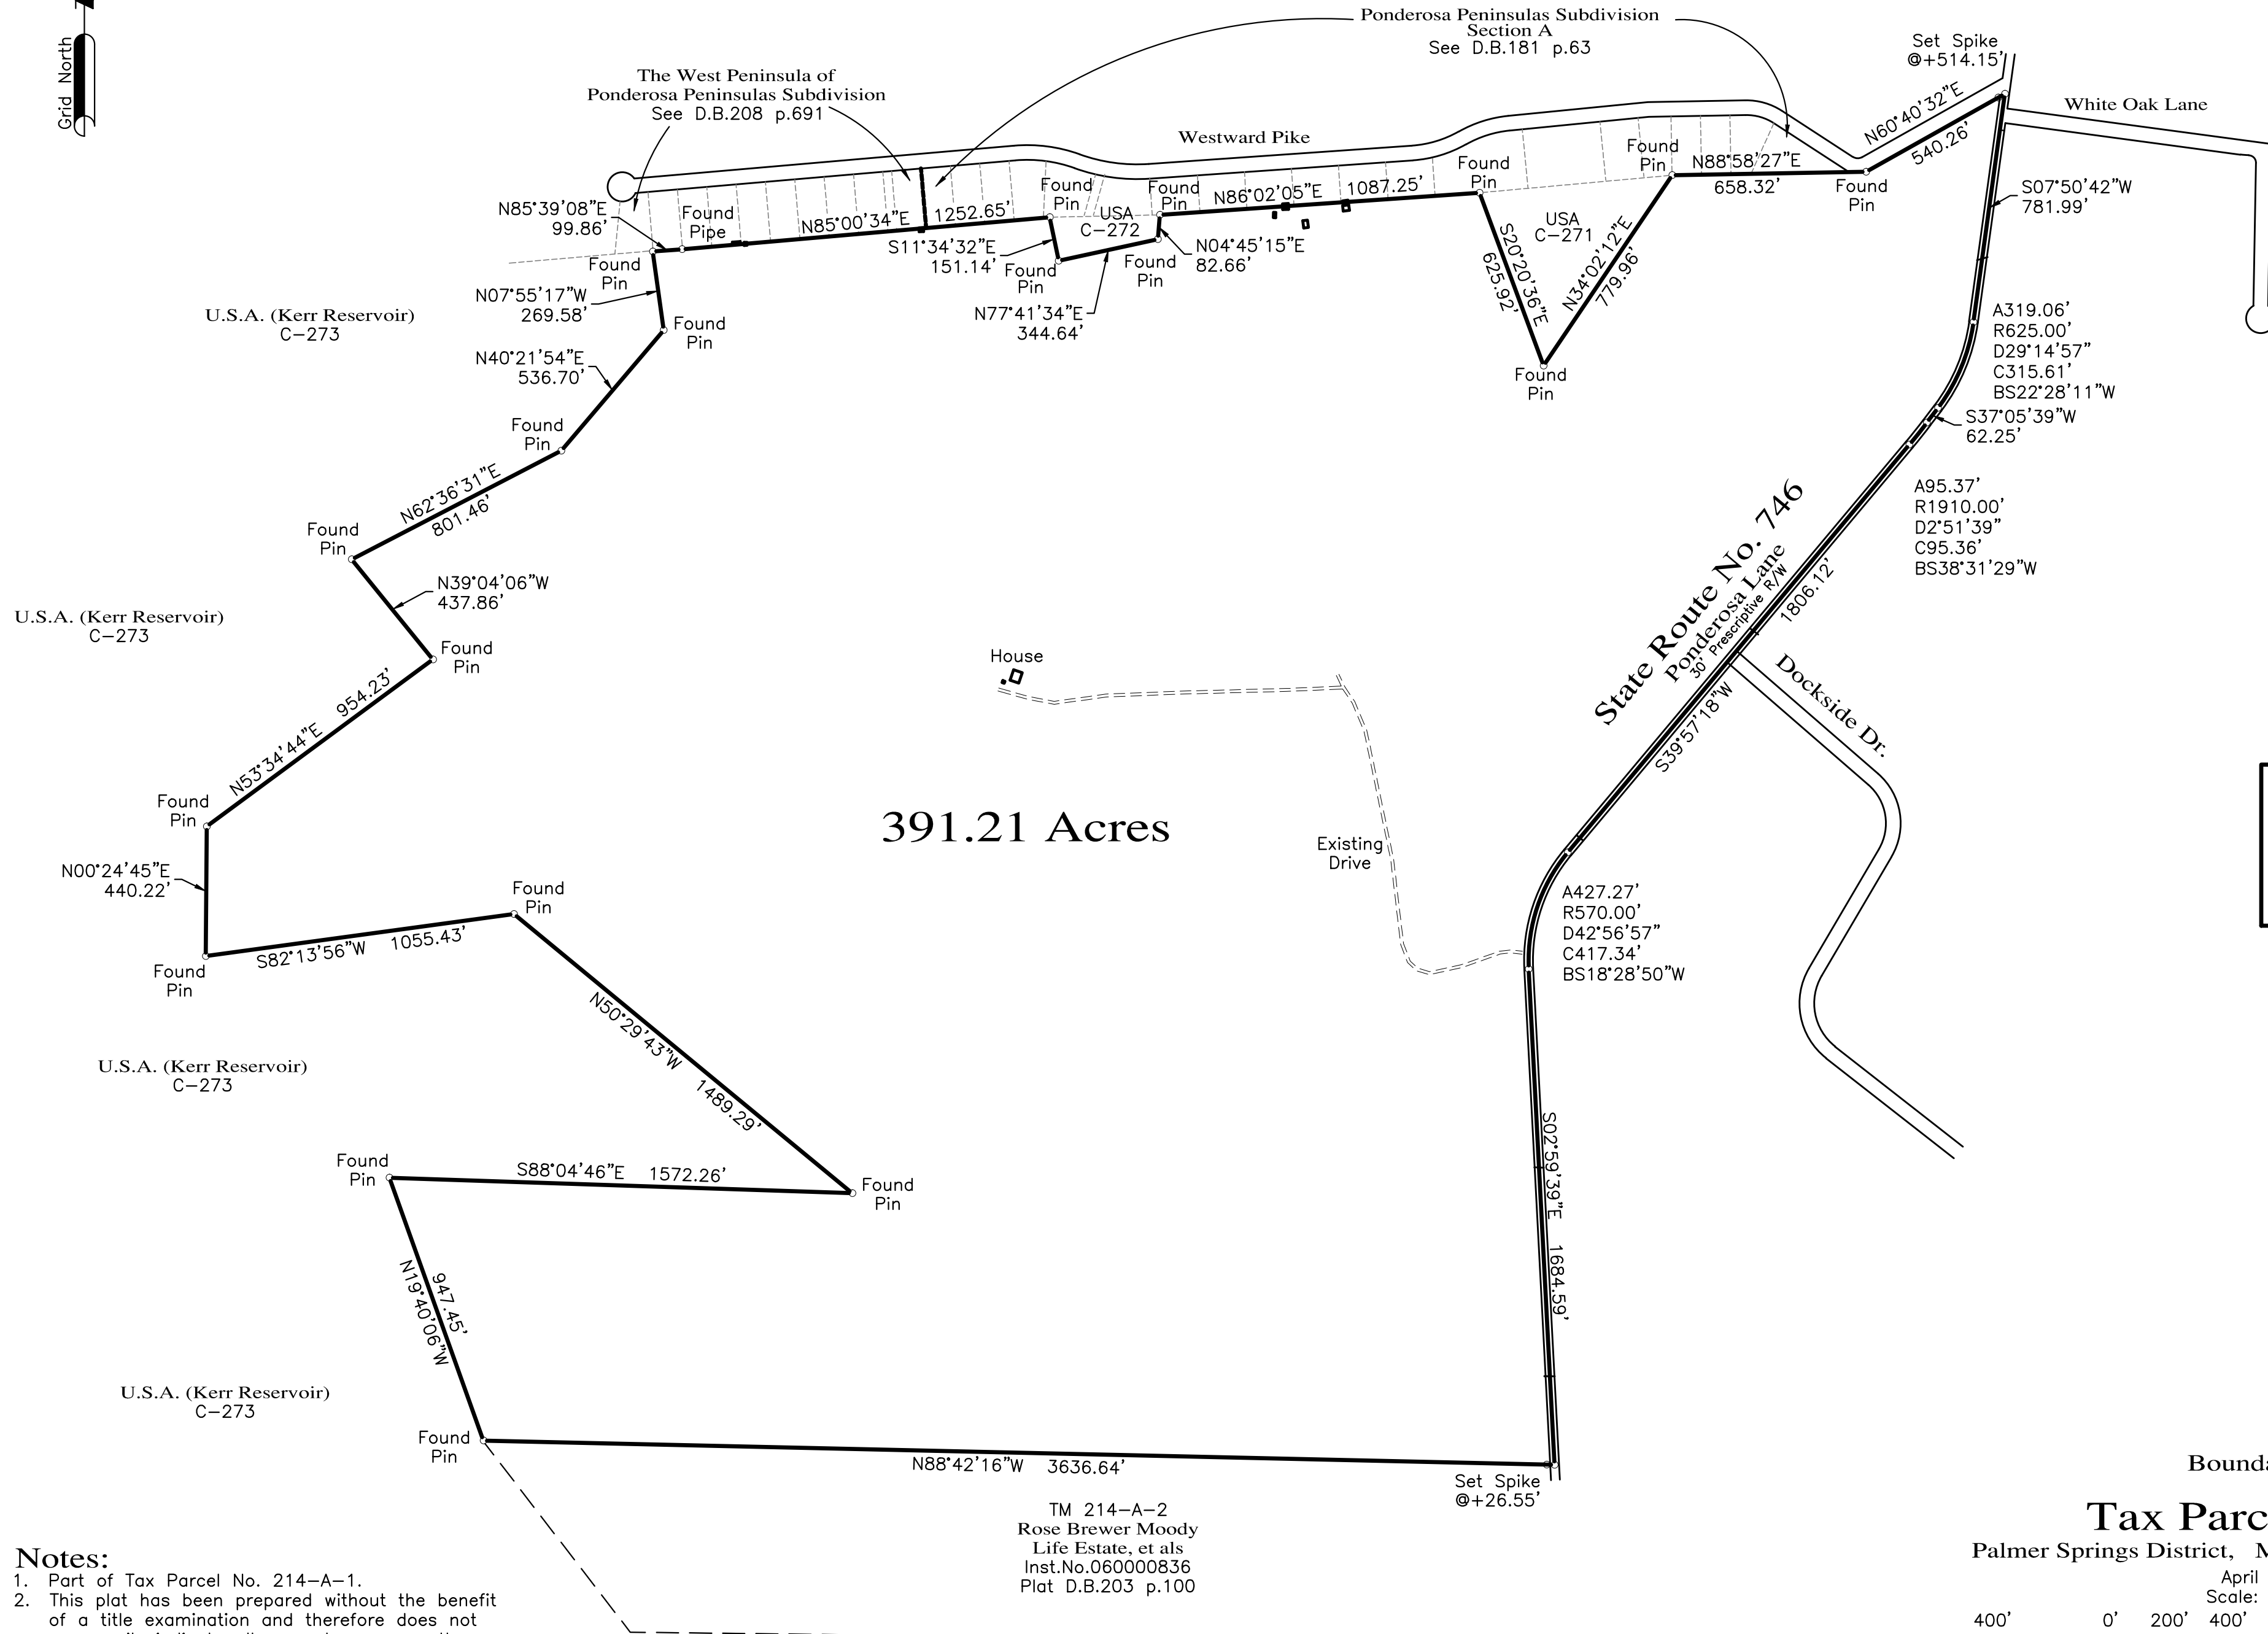 Grid North
Ponderosa Peninsulas Subdivision
Section A
See D.B.181 p.63
The West Peninsula of
Ponderosa Peninsulas Subdivision
See D.B.208 p.691
Set Spike
@+514.15'
White Oak Lane
Westward Pike
N60°40'32"E
540.26'
N88°58'27"E
658.32'
Found
Pin
Found
Pin
S07°50'42"W
781.99'
N85°39'08"E
99.86'
Found
Pipe
N85°00'34"E
1252.65'
Found
Pin
USA
C-272
Found
Pin
N86°02'05"E
1087.25'
Found
Pin
USA
C-271
S11°34'32"E
151.14'
N04°45'15"E
82.66'
Found
Pin
Found
Pin
N77°41'34"E
344.64'
S20°20'36"E
625.92'
N34°02'12"E
779.96'
Found
Pin
Found
Pin
N07°55'17"W
269.58'
Found
Pin
U.S.A. (Kerr Reservoir)
C-273
N40°21'54"E
536.70'
Found
Pin
A319.06'
R625.00'
D29°14'57"
C315.61'
BS22°28'11"W
S37°05'39"W
62.25'
A95.37'
R1910.00'
D2°51'39"
C95.36'
BS38°31'29"W
N62°36'31"E
801.46'
Found
Pin
N39°04'06"W
437.86'
U.S.A. (Kerr Reservoir)
C-273
Found
Pin
State Route No. 746
Ponderosa Lane
30' Prescriptive R/W
1806.12'
S39°57'18"W
Dockside Dr.
House
N53°34'44"E
954.23'
Found
Pin
391.21 Acres
Existing
Drive
N00°24'45"E
440.22'
Found
Pin
S82°13'56"W
1055.43'
Found
Pin
A427.27'
R570.00'
D42°56'57"
C417.34'
BS18°28'50"W
N50°29'43"W
1489.29'
U.S.A. (Kerr Reservoir)
C-273
Found
Pin
S88°04'46"E
1572.26'
Found
Pin
S02°59'39"E
1684.59'
947.45'
N19°40'06"W
U.S.A. (Kerr Reservoir)
C-273
Found
Pin
N88°42'16"W
3636.64'
Set Spike
@+26.55'
TM 214-A-2
Rose Brewer Moody
Life Estate, et als
Inst.No.060000836
Plat D.B.203 p.100
Bounda
Tax Parc
Palmer Springs District, M
April
Scale:
400' 0' 200' 400'
Notes:
1. Part of Tax Parcel No. 214-A-1.
2. This plat has been prepared without the benefit
of a title examination and therefore does not